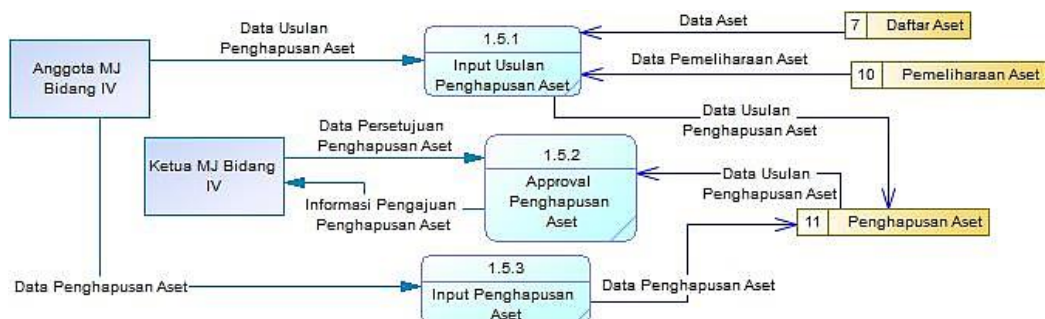 Data Usulan
Penghapusan Aset
1.5.1
Input Usulan
Penghapusan Aset
Data Aset
7
Daftar Aset
Data Pemeliharaan Aset
10
Pemeliharaan Aset
Anggota MJ
Bidang IV
Data Usulan
Penghapusan Aset
Data Persetujuan
Penghapusan Aset
Ketua MJ Bidang
IV
1.5.2
Approval
Penghapusan
Aset
Data Usulan
Penghapusan Aset
Informasi Pengajuan
Penghapusan Aset
11
Penghapusan Aset
1.5.3
Input Penghapusan
Aset
Data Penghapusan Aset
Data Penghapusan Aset